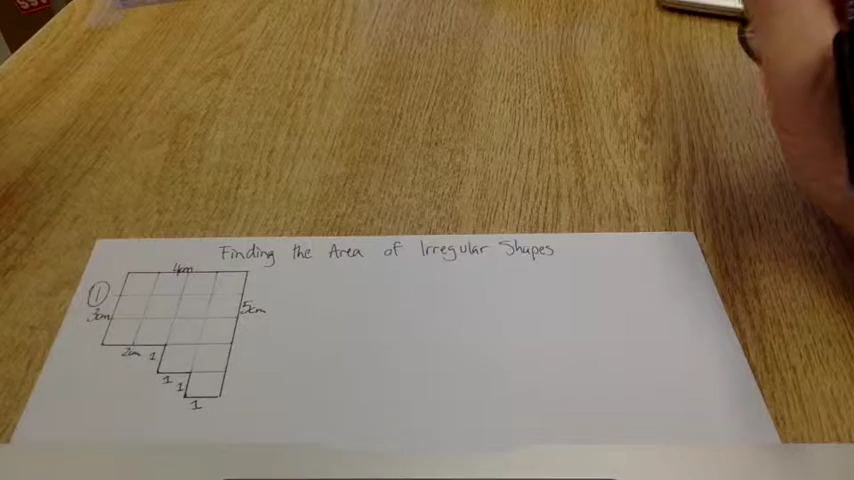 Finding the Area of Irregular Shapes
1
4cm
3cm
5cm
2cm
1
1
1
1